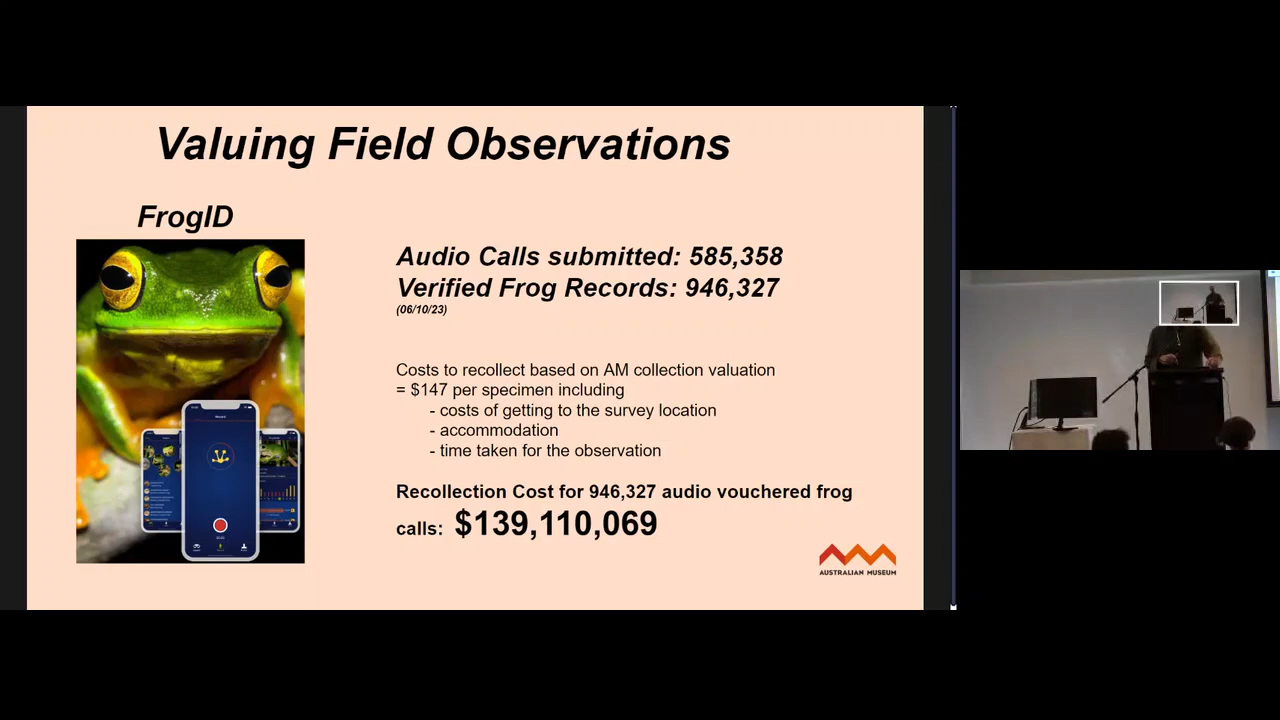 Valuing Field Observations
FrogID
Audio Calls submitted: 585,358
Verified Frog Records: 946,327
(06/10/23)
Costs to recollect based on AM collection valuation
= $147 per specimen including
- costs of getting to the survey location
- accommodation
- time taken for the observation
Recollection Cost for 946,327 audio vouchered frog
calls: $139,110,069
AUSTRALIAN MUSEUM